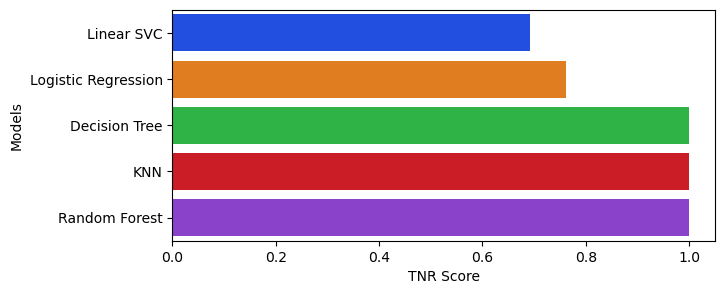 Models
Linear SVC
Logistic Regression
Decision Tree
KNN
Random Forest
0.0 0.2 0.4 0.6 0.8 1.0
TNR Score